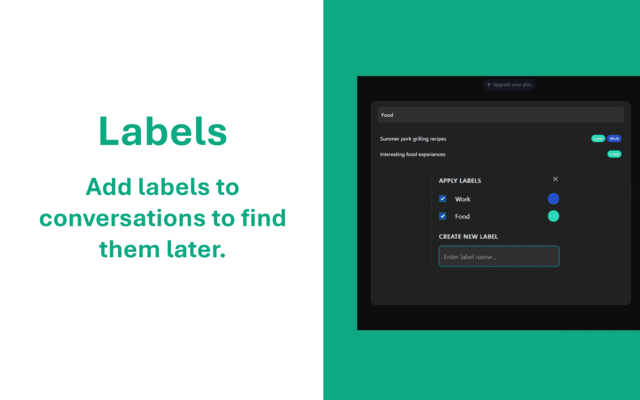 Labels
Add labels to
conversations to find
them later.
Upgrade your plan
Food
Summer pork grilling recipes
Food Work
Interesting food experiences
Food
APPLY LABELS
Work
Food
CREATE NEW LABEL
Enter label name...